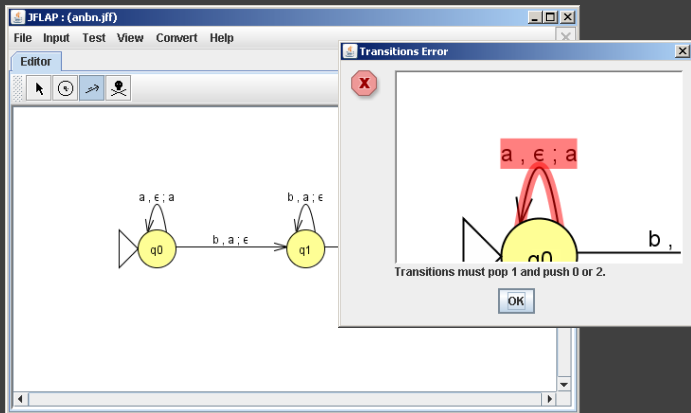 JFLAP : (anbn.jff)
File Input Test View Convert Help
Editor
a , ϵ ; a
b , a ; ϵ
q0
b , a ; ϵ
q1
Transitions Error
X
a , ϵ ; a
q0
b ,
Transitions must pop 1 and push 0 or 2.
OK